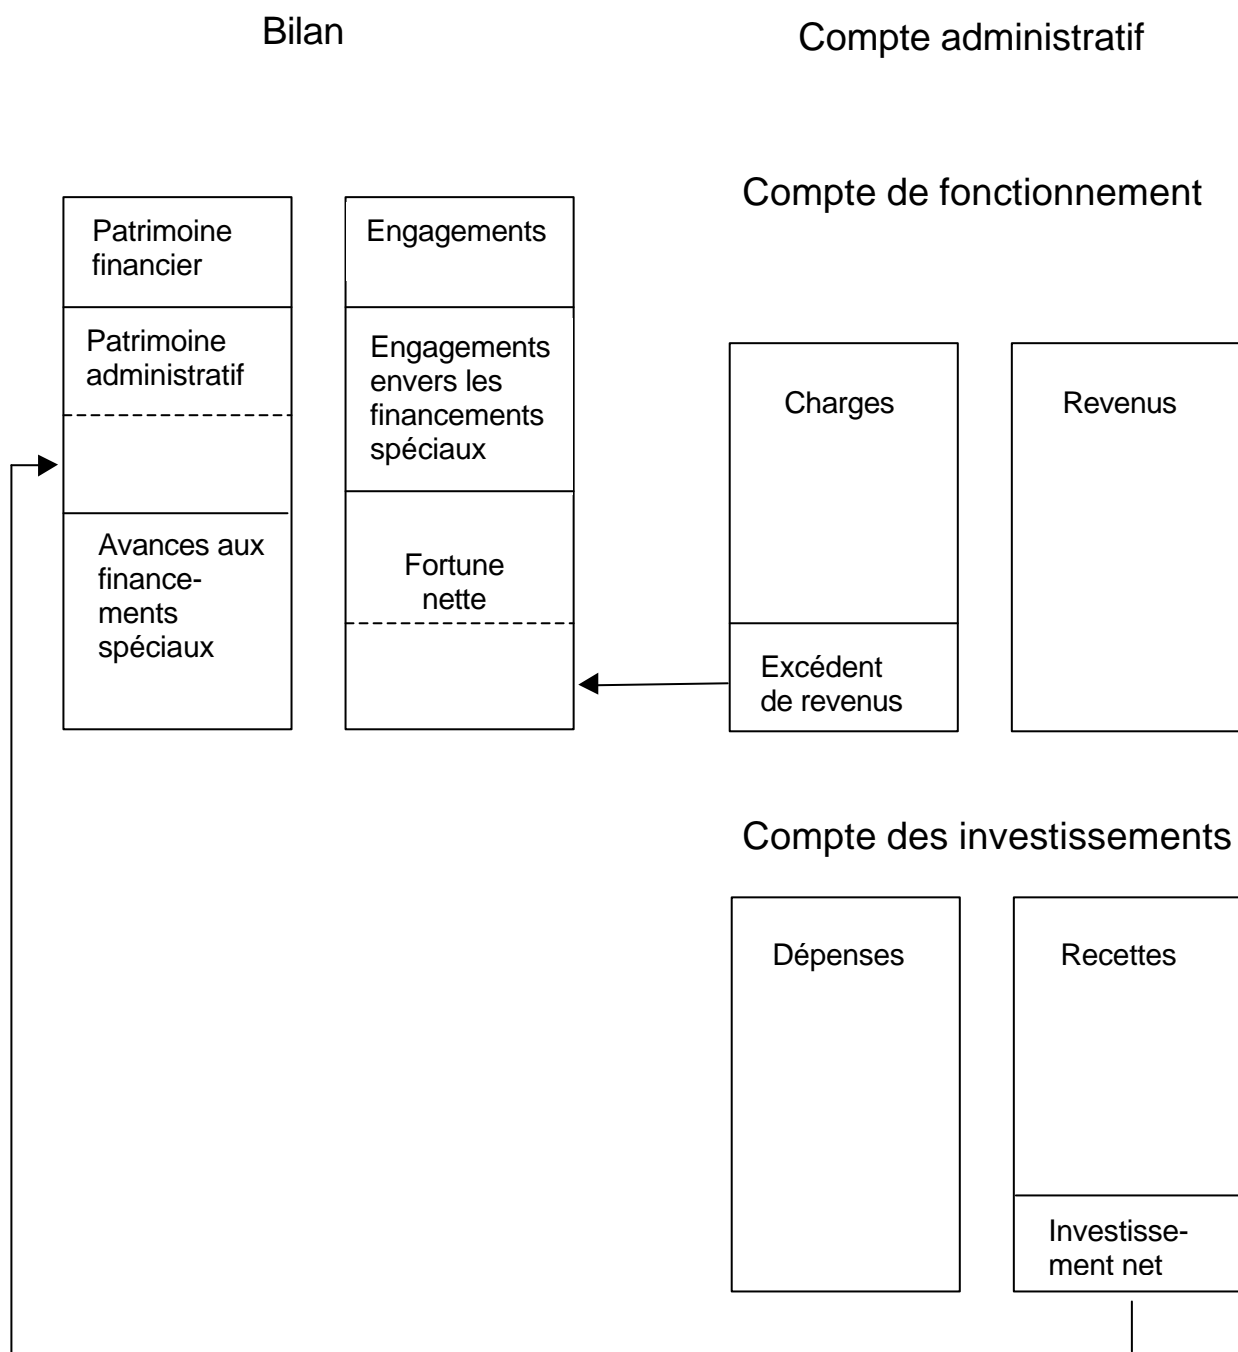 Bilan
Compte administratif
Compte de fonctionnement
Patrimoine
financier
Engagements
Patrimoine
administratif
Engagements
envers les
financements
spéciaux
Charges
Revenus
Avances aux
finance-
ments
spéciaux
Fortune
nette
Excédent
de revenus
Compte des investissements
Dépenses
Recettes
Investisse-
ment net